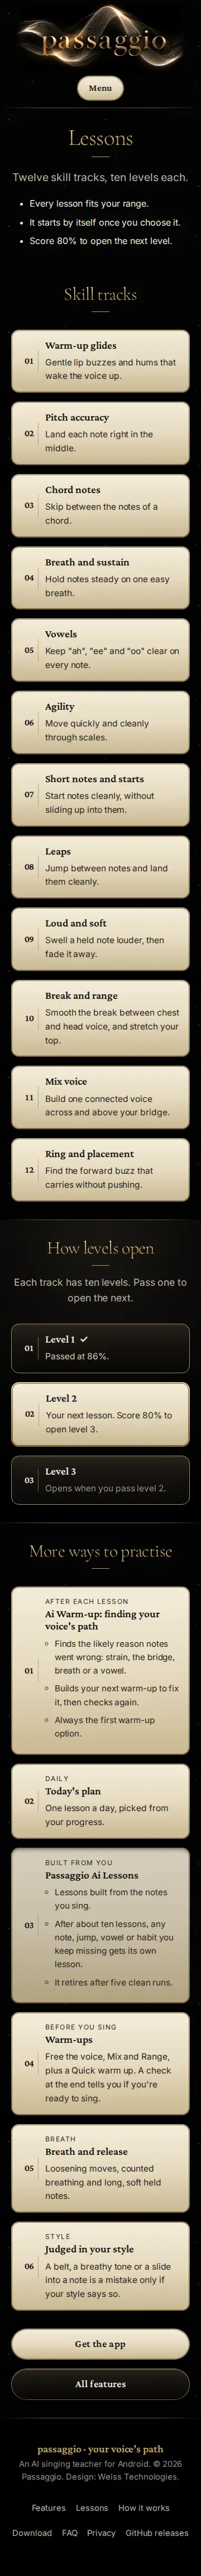 passaggio
Menu
Lessons
Twelve skill tracks, ten levels each.
Every lesson fits your range.
It starts by itself once you choose it.
Score 80% to open the next level.
Skill tracks
01
Warm-up glides
Gentle lip buzzes and hums that
wake the voice up.
02
Pitch accuracy
Land each note right in the
middle.
03
Chord notes
Skip between the notes of a
chord.
04
Breath and sustain
Hold notes steady on one easy
breath.
05
Vowels
Keep "ah", "ee" and "oo" clear on
every note.
06
Agility
Move quickly and cleanly
through scales.
07
Short notes and starts
Start notes cleanly, without
sliding up into them.
08
Leaps
Jump between notes and land
them cleanly.
09
Loud and soft
Swell a held note louder, then
fade it away.
10
Break and range
Smooth the break between chest
and head voice, and stretch your
top.
11
Mix voice
Build one connected voice
across and above your bridge.
12
Ring and placement
Find the forward buzz that
carries without pushing.
How levels open
Each track has ten levels. Pass one to
open the next.
01
Level 1 ✓
Passed at 86%.
02
Level 2
Your next lesson. Score 80% to
open level 3.
03
Level 3
Opens when you pass level 2.
More ways to practise
01
AFTER EACH LESSON
Ai Warm-up: finding your
voice's path
Finds the likely reason notes
went wrong: strain, the bridge,
breath or a vowel.
Builds your next warm-up to fix
it, then checks again.
Always the first warm-up
option.
02
DAILY
Today's plan
One lesson a day, picked from
your progress.
03
BUILT FROM YOU
Passaggio Ai Lessons
Lessons built from the notes
you sing.
After about ten lessons, any
note, jump, vowel or habit you
keep missing gets its own
lesson.
It retires after five clean runs.
04
BEFORE YOU SING
Warm-ups
Free the voice, Mix and Range,
plus a Quick warm up. A check
at the end tells you if you're
ready to sing.
05
BREATH
Breath and release
Loosening moves, counted
breathing and long, soft held
notes.
06
STYLE
Judged in your style
A belt, a breathy tone or a slide
into a note is a mistake only if
your style says so.
Get the app
All features
passaggio · your voice's path
An AI singing teacher for Android. © 2026
Passaggio. Design: Weiss Technologies.
Features Lessons How it works
Download FAQ Privacy GitHub releases